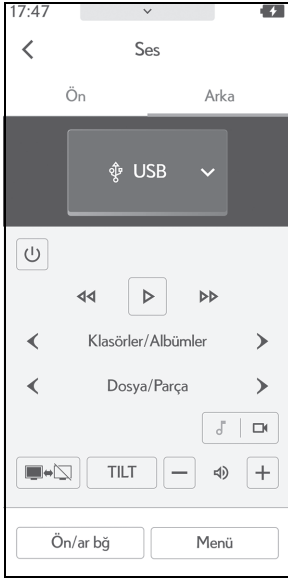 17:47
Ses
Ön Arka
USB
Klasörler/Albümler
Dosya/Parça
TILT
Ön/ar bğ Menü